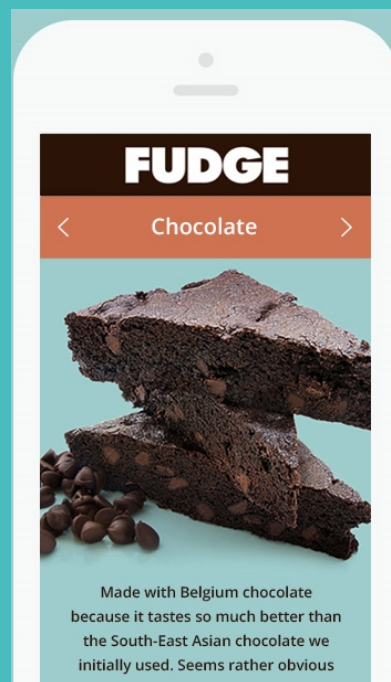 FUDGE
Chocolate
Made with Belgium chocolate
because it tastes so much better than
the South-East Asian chocolate we
initially used. Seems rather obvious